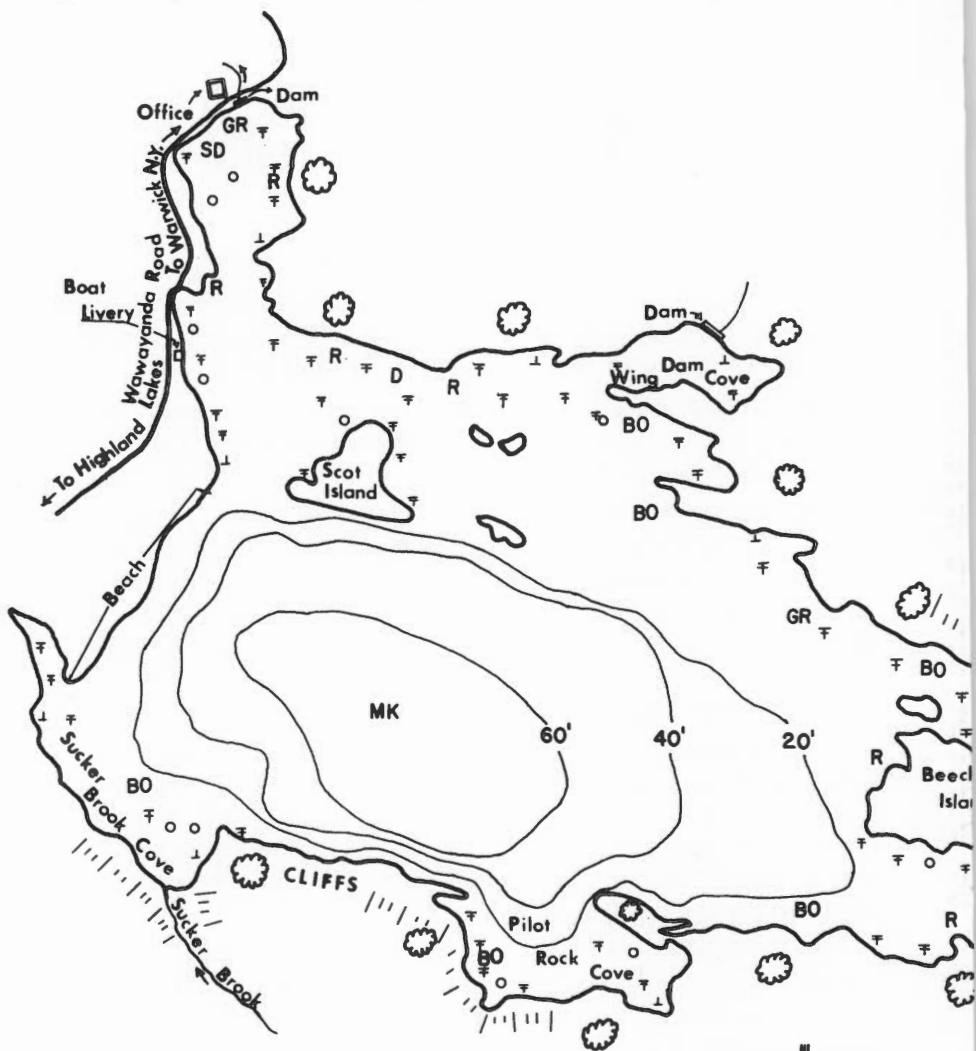 Office
Dam
GR
SD
R
Wawayanda Road
To Warwick N.Y.
To Highland Lakes
Boat
Livery
R
Dam
R
D
R
Wing Dam Cove
BO
Scot
Island
BO
Beach
GR
BO
MK
60'
40'
20'
R
Sucker
Brook
Cove
BO
CLIFFS
Pilot
Rock
Cove
BO
BO
R
Sucker Brook